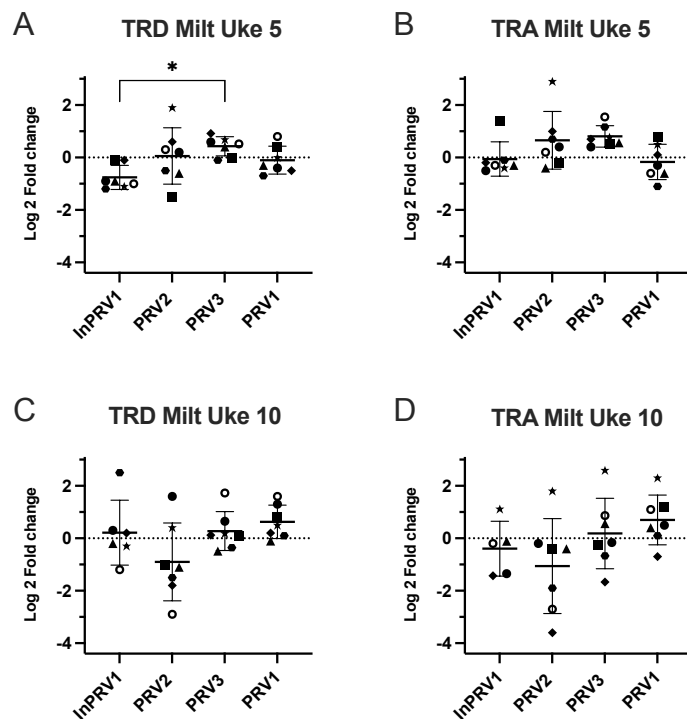 A
TRD Milt Uke 5
*
Log 2 Fold change
2
0
-2
-4
InPRV1
PRV2
PRV3
PRV1
B
TRA Milt Uke 5
Log 2 Fold change
2
0
-2
-4
InPRV1
PRV2
PRV3
PRV1
C
TRD Milt Uke 10
Log 2 Fold change
2
0
-2
-4
InPRV1
PRV2
PRV3
PRV1
D
TRA Milt Uke 10
Log 2 Fold change
2
0
-2
-4
InPRV1
PRV2
PRV3
PRV1